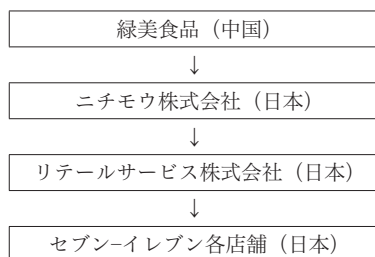 緑美食品（中国）
↓
ニチモウ株式会社（日本）
↓
リテールサービス株式会社（日本）
↓
セブン−イレブン各店舗（日本）